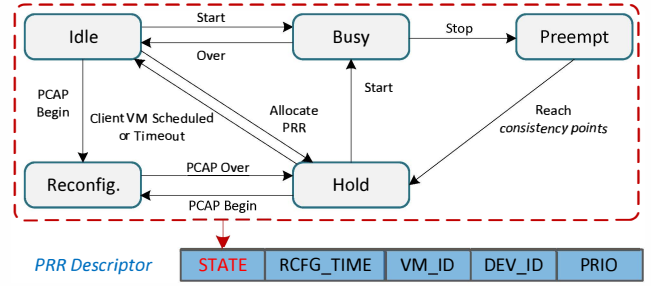 Idle
Start
Over
Busy
Stop
Preempt
PCAP
Begin
Client VM Scheduled
or Timeout
Allocate
PRR
Start
Reach
consistency points
Reconfig.
PCAP Over
PCAP Begin
Hold
PRR Descriptor
STATE
RCFG_TIME
VM_ID
DEV_ID
PRIO